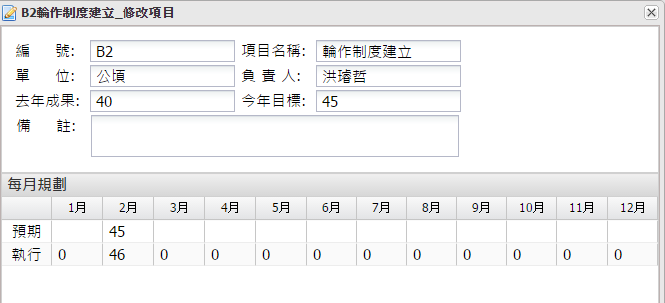 B2輪作制度建立_修改項目
編 號: B2 項目名稱: 輪作制度建立
單 位: 公頃 負 責 人: 洪璿哲
去年成果: 40 今年目標: 45
備 註:
每月規劃
1月 2月 3月 4月 5月 6月 7月 8月 9月 10月 11月 12月
預期 45
執行 0 46 0 0 0 0 0 0 0 0 0 0